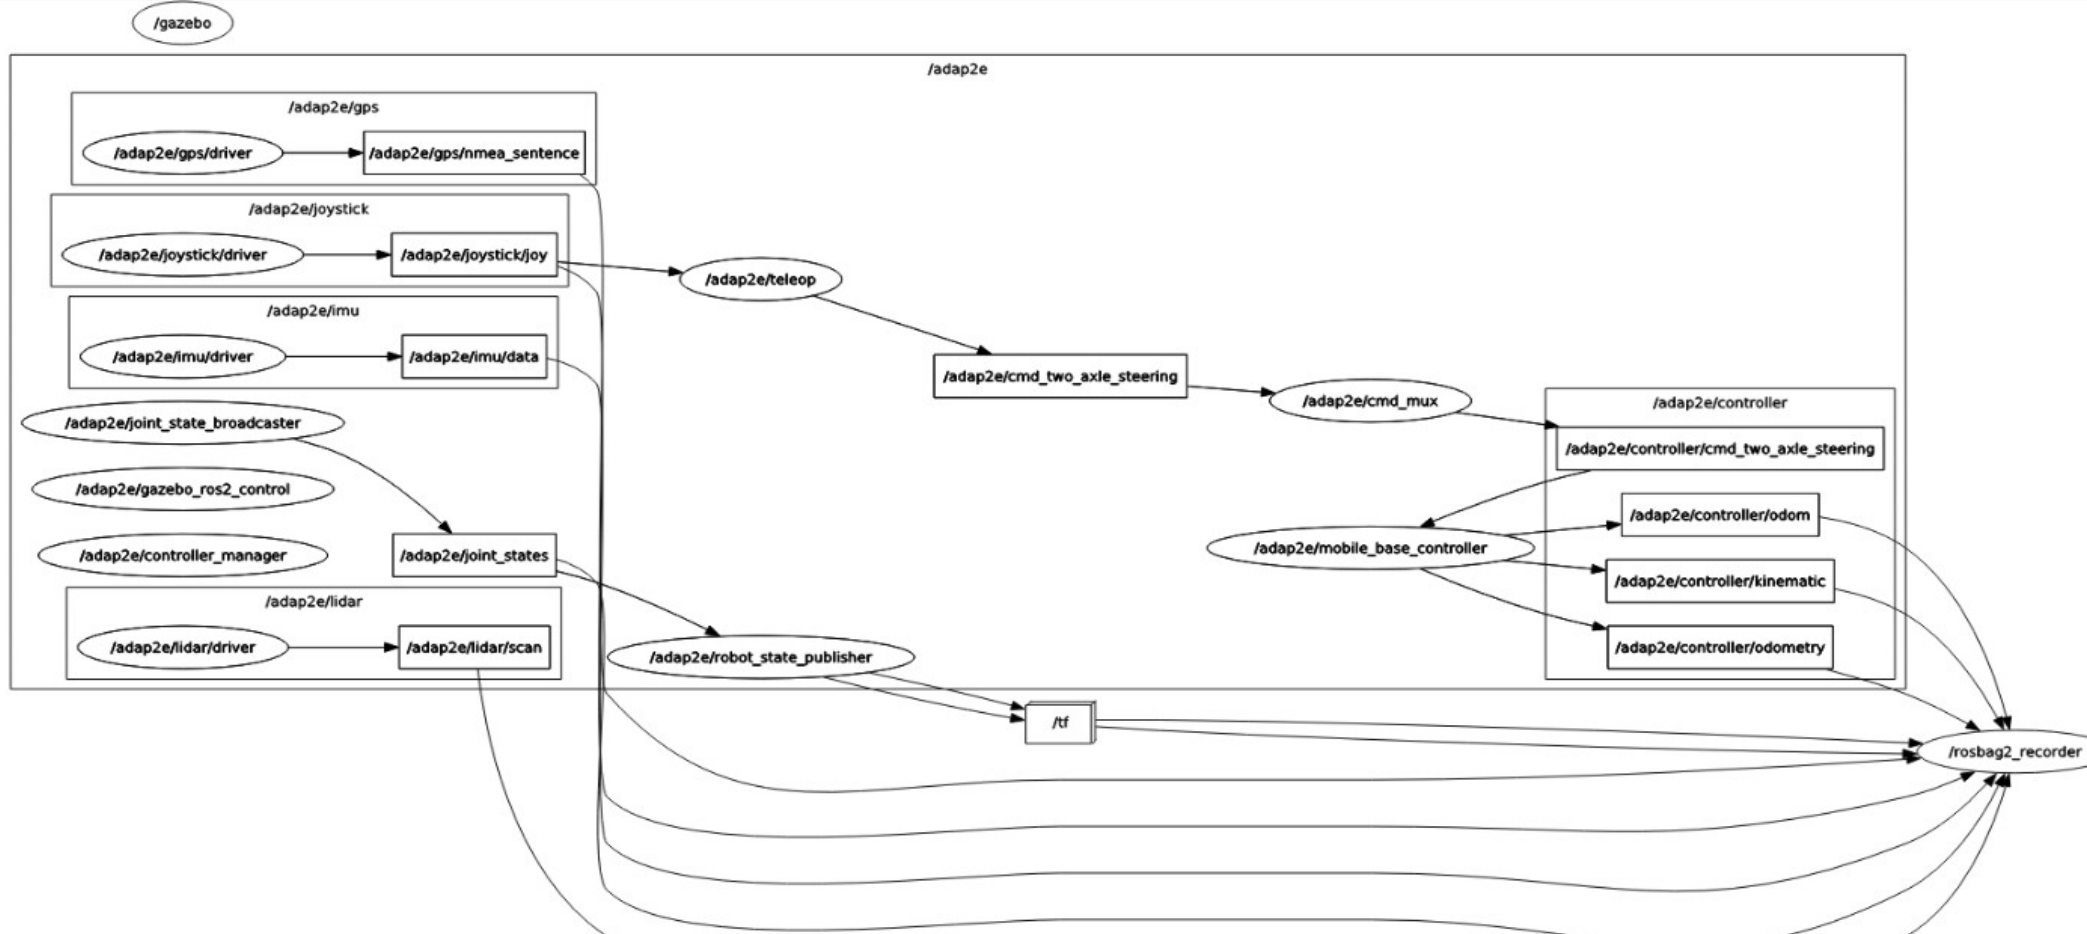 /gazebo
/adap2e
/adap2e/gps
/adap2e/gps/driver
/adap2e/gps/nmea_sentence
/adap2e/joystick
/adap2e/joystick/driver
/adap2e/joystick/joy
/adap2e/teleop
/adap2e/imu
/adap2e/imu/driver
/adap2e/imu/data
/adap2e/cmd_two_axle_steering
/adap2e/cmd_mux
/adap2e/controller
/adap2e/joint_state_broadcaster
/adap2e/controller/cmd_two_axle_steering
/adap2e/gazebo_ros2_control
/adap2e/controller/odom
/adap2e/controller_manager
/adap2e/joint_states
/adap2e/mobile_base_controller
/adap2e/controller/kinematic
/adap2e/lidar
/adap2e/lidar/driver
/adap2e/lidar/scan
/adap2e/robot_state_publisher
/adap2e/controller/odometry
/tf
/rosbag2_recorder